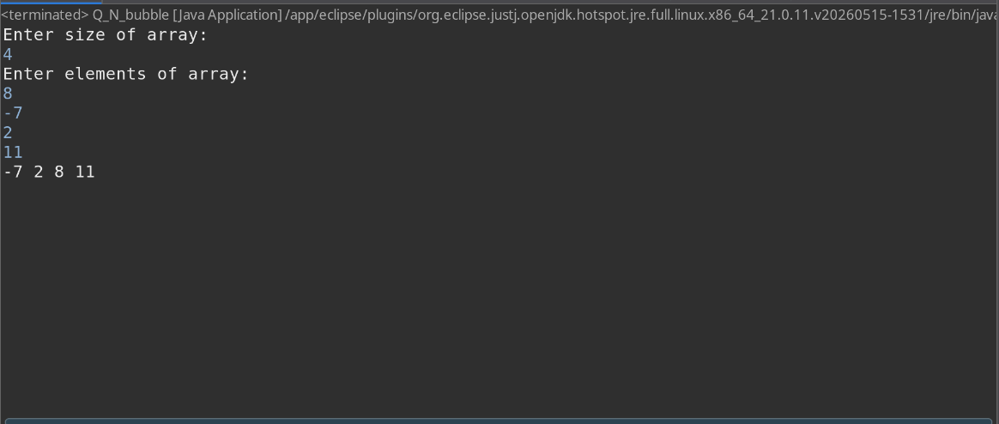 <terminated> Q_N_bubble [Java Application] /app/eclipse/plugins/org.eclipse.justj.openjdk.hotspot.jre.full.linux.x86_64_21.0.11.v20260515-1531/jre/bin/java
Enter size of array:
4
Enter elements of array:
8
-7
2
11
-7 2 8 11